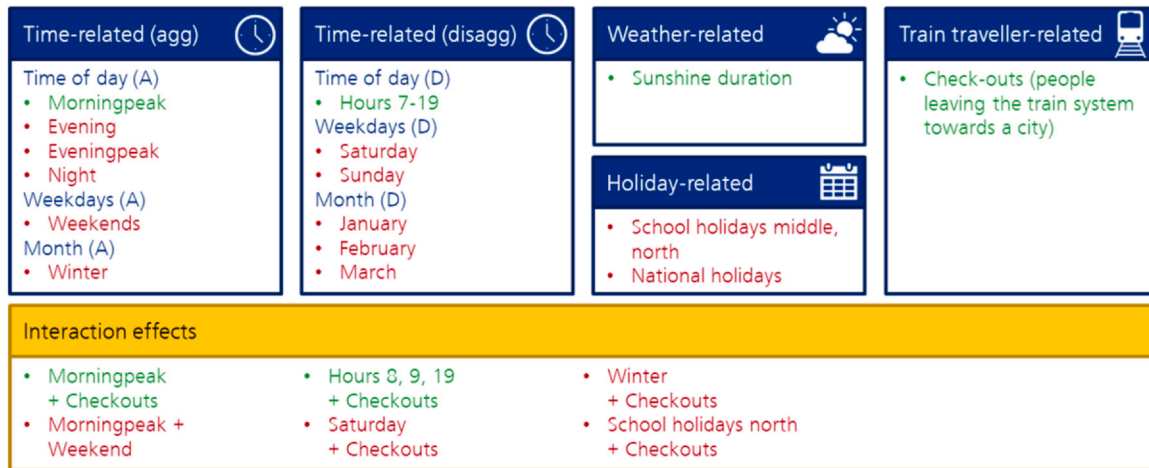 Time-related (agg)
Time of day (A)
• Morningpeak
• Evening
• Eveningpeak
• Night
Weekdays (A)
• Weekends
Month (A)
• Winter
Time-related (disagg)
Time of day (D)
• Hours 7-19
Weekdays (D)
• Saturday
• Sunday
Month (D)
• January
• February
• March
Weather-related
• Sunshine duration
Holiday-related
• School holidays middle,
north
• National holidays
Train traveller-related
• Check-outs (people
leaving the train system
towards a city)
Interaction effects
• Morningpeak
+ Checkouts
• Morningpeak +
Weekend
• Hours 8, 9, 19
+ Checkouts
• Saturday
+ Checkouts
• Winter
+ Checkouts
• School holidays north
+ Checkouts